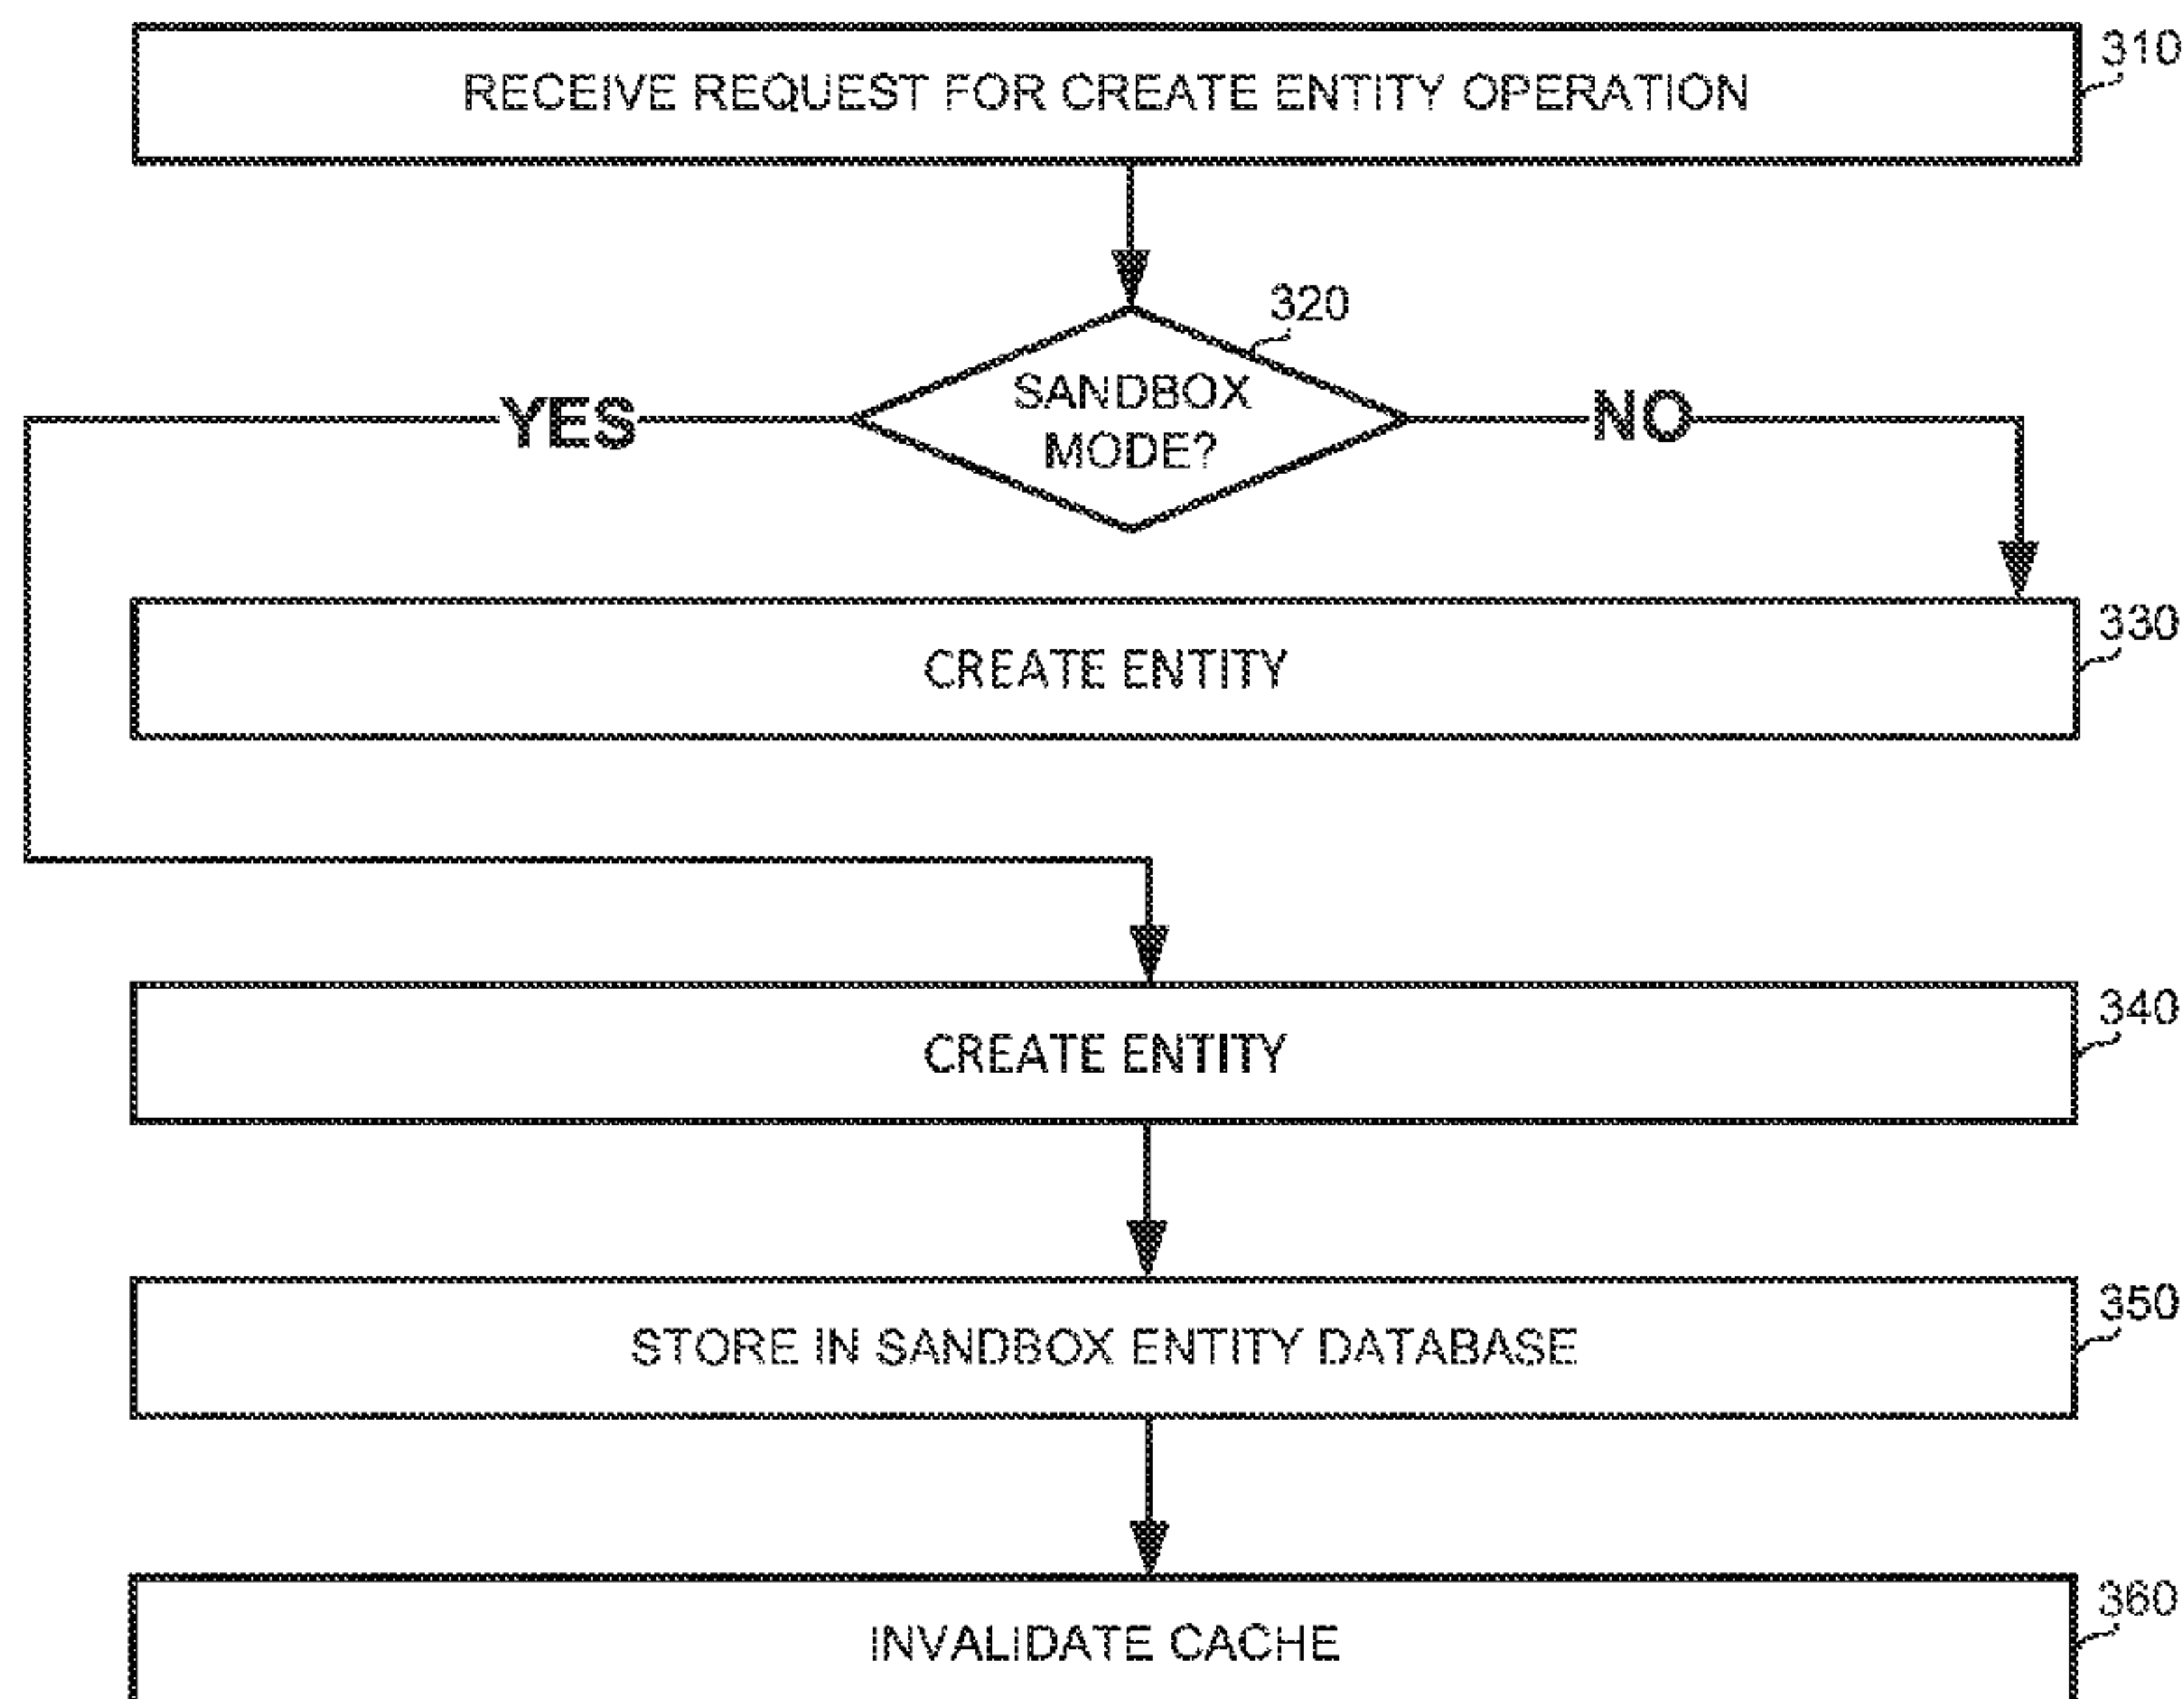 RECEIVE REQUEST FOR CREATE ENTITY OPERATION
310
320
SANDBOX
MODE?
YES
NO
CREATE ENTITY
330
CREATE ENTITY
340
STORE IN SANDBOX ENTITY DATABASE
350
INVALIDATE CACHE
360